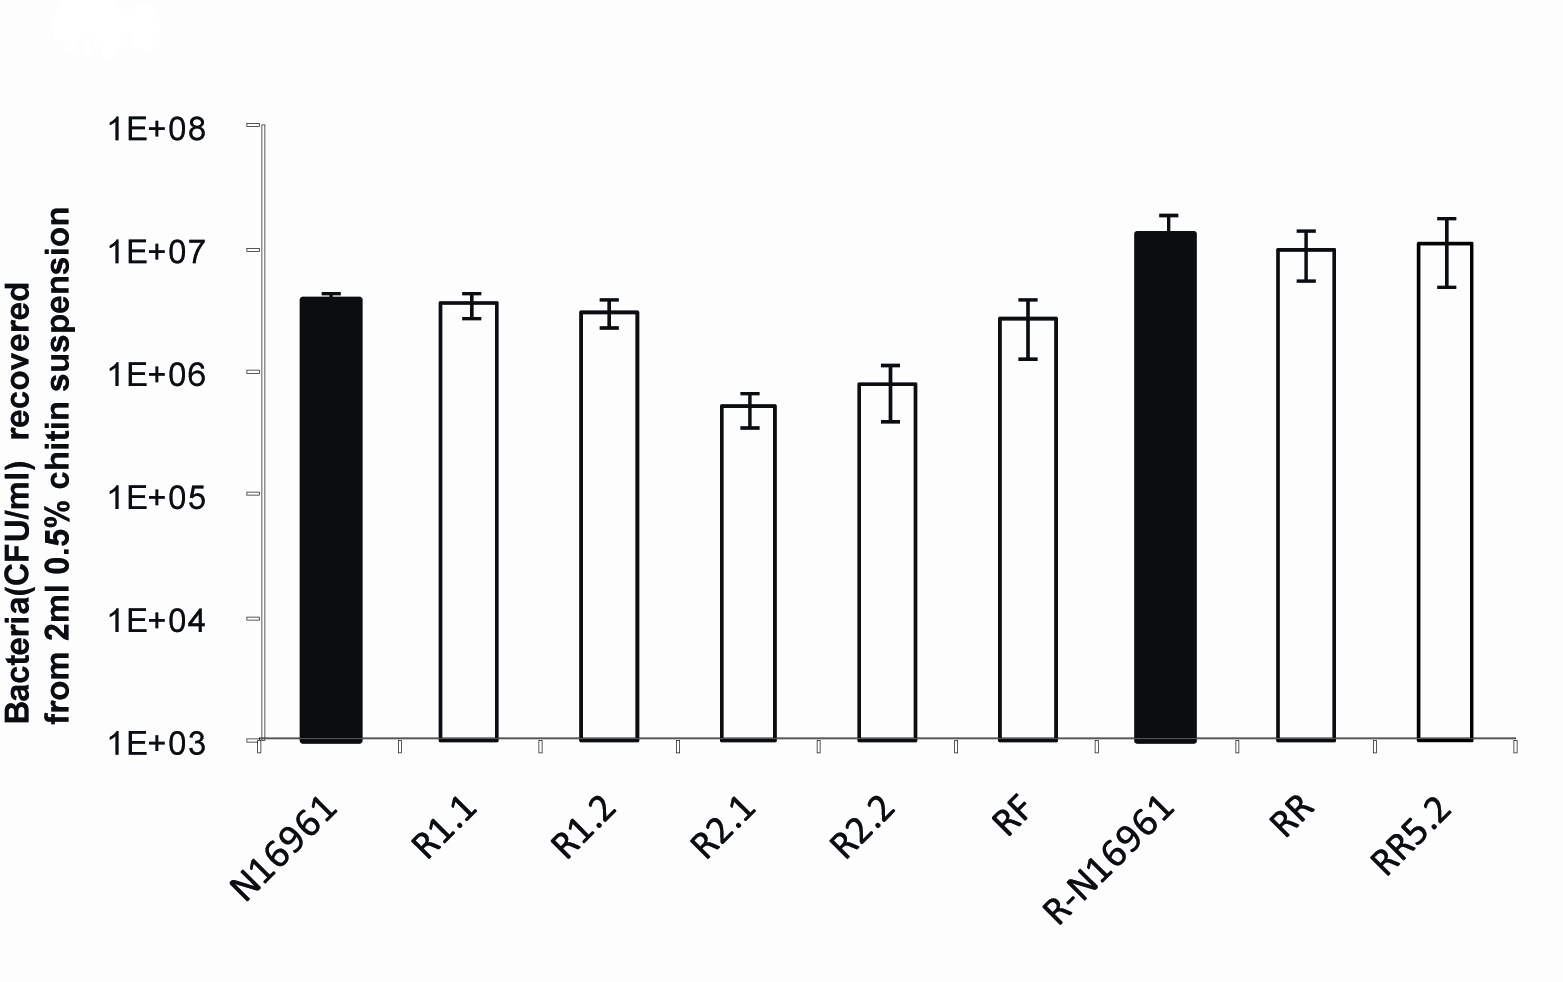 Bacteria(CFU/ml) recovered
from 2ml 0.5% chitin suspension
1E+08
1E+07
1E+06
1E+05
1E+04
1E+03
N16961
R1.1
R1.2
R2.1
R2.2
RF
R-N16961
RR
RR5.2